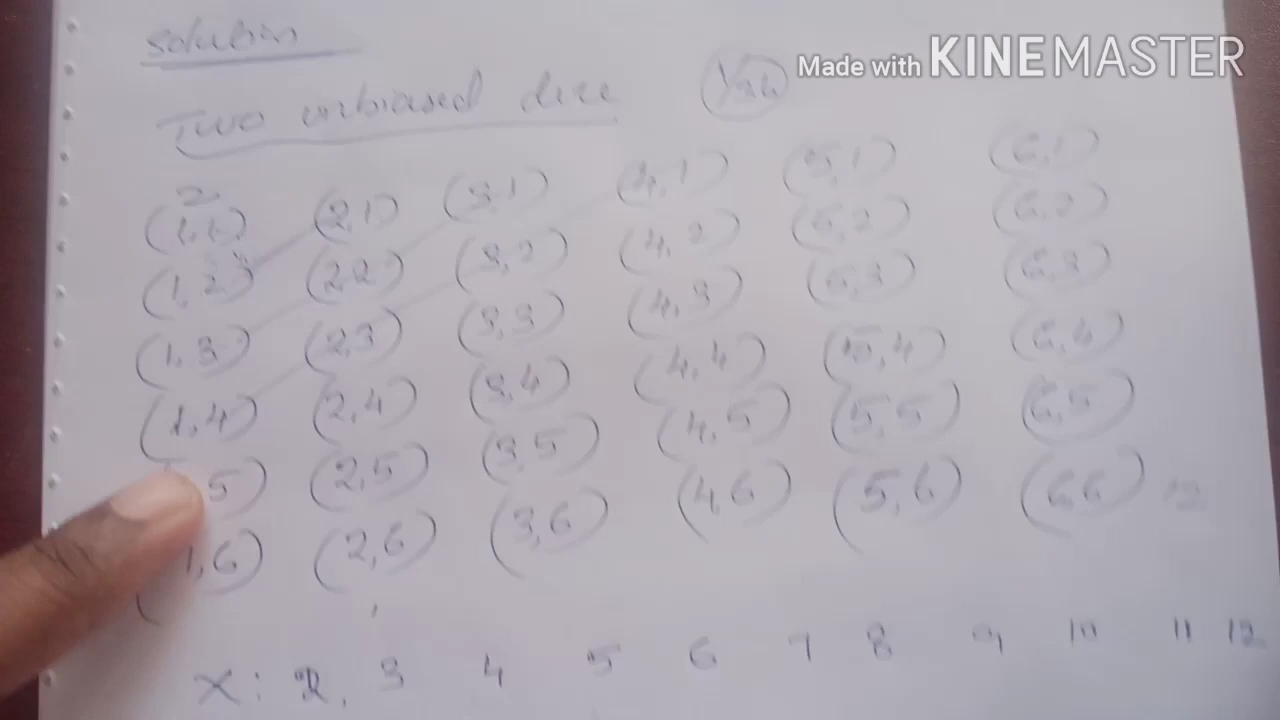 solution
Made with KINEMASTER
Two unbiased dice
(1,1) (2,1) (3,1) (4,1) (5,1) (6,1)
2
(1,2) (2,2) (3,2) (4,2) (5,2) (6,2)
3
(1,3) (2,3) (3,3) (4,3) (5,3) (6,3)
(1,4) (2,4) (3,4) (4,4) (5,4) (6,4)
5) (2,5) (3,5) (4,5) (5,5) (6,5)
(1,6) (2,6) (3,6) (4,6) (5,6) (6,6) 12
X: 2, 3 4 5 6 7 8 9 10 11 12